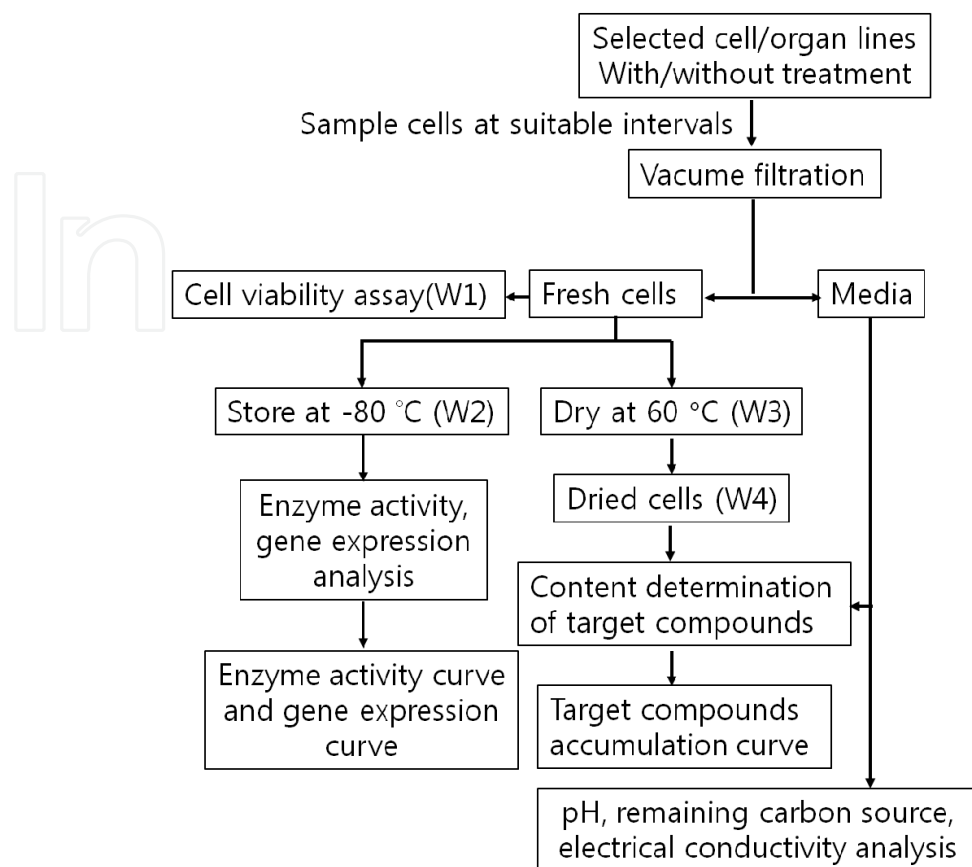 Selected cell/organ lines
With/without treatment
Sample cells at suitable intervals
Vacume filtration
In
Cell viability assay(W1)
Fresh cells
Media
Store at -80 °C (W2)
Dry at 60 °C (W3)
Enzyme activity,
gene expression
analysis
Dried cells (W4)
Content determination
of target compounds
Enzyme activity curve
and gene expression
curve
Target compounds
accumulation curve
pH, remaining carbon source,
electrical conductivity analysis